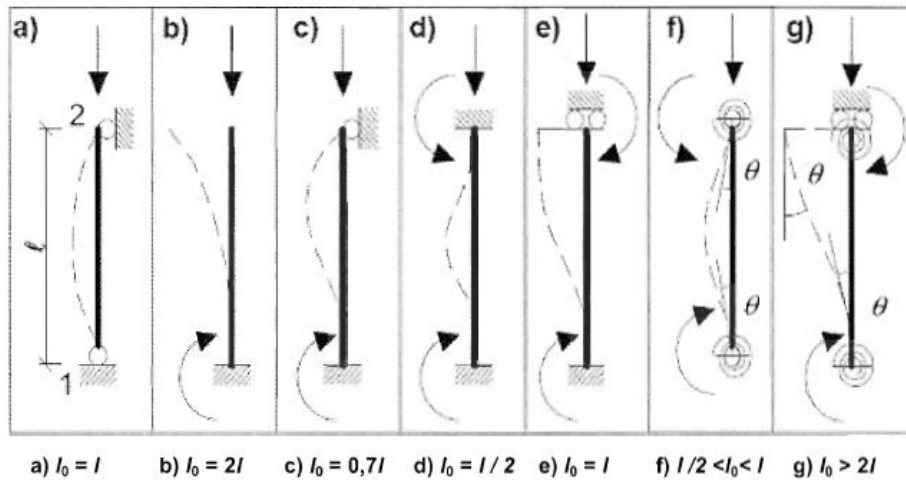 a) b) c) d) e) f) g)
2
θ
θ
ℓ
θ
θ
1
a) l₀ = l b) l₀ = 2l c) l₀ = 0,7l d) l₀ = l / 2 e) l₀ = l f) l /2 <l₀< l g) l₀ > 2l